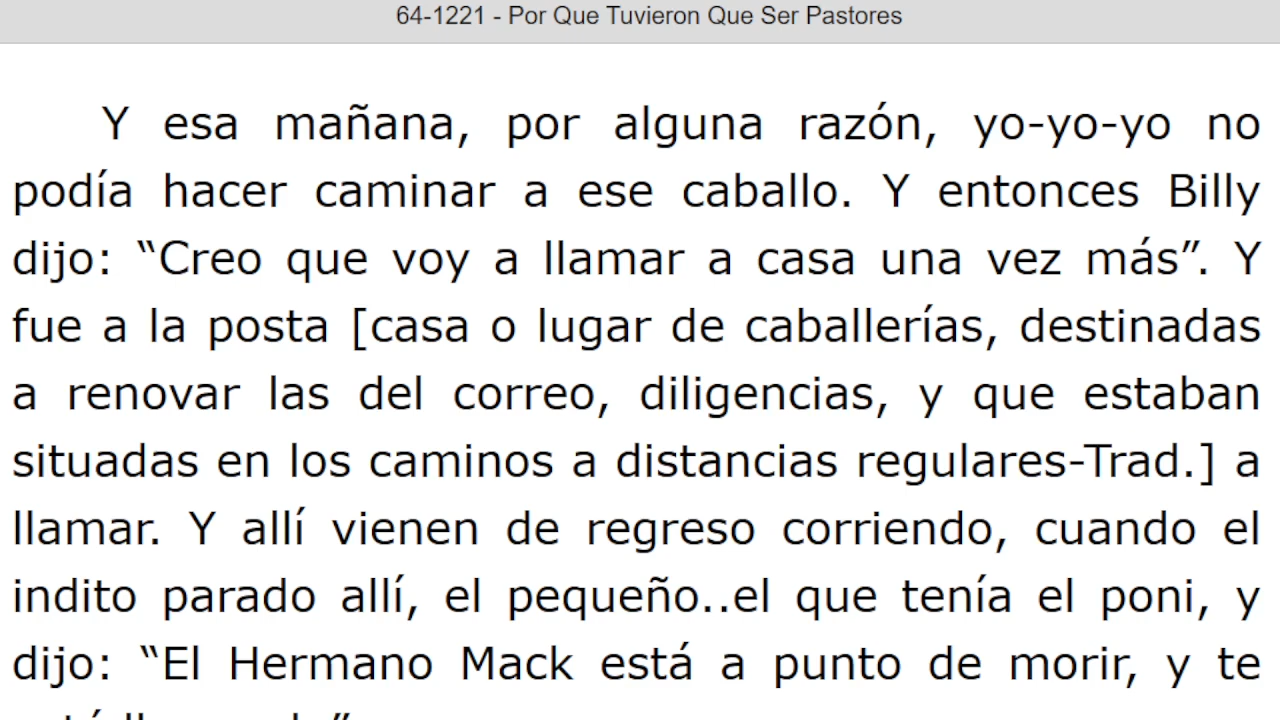 64-1221 - Por Que Tuvieron Que Ser Pastores
Y esa mañana, por alguna razón, yo-yo-yo no
podía hacer caminar a ese caballo. Y entonces Billy
dijo: “Creo que voy a llamar a casa una vez más”. Y
fue a la posta [casa o lugar de caballerías, destinadas
a renovar las del correo, diligencias, y que estaban
situadas en los caminos a distancias regulares-Trad.] a
llamar. Y allí vienen de regreso corriendo, cuando el
indito parado allí, el pequeño..el que tenía el poni, y
dijo: “El Hermano Mack está a punto de morir, y te